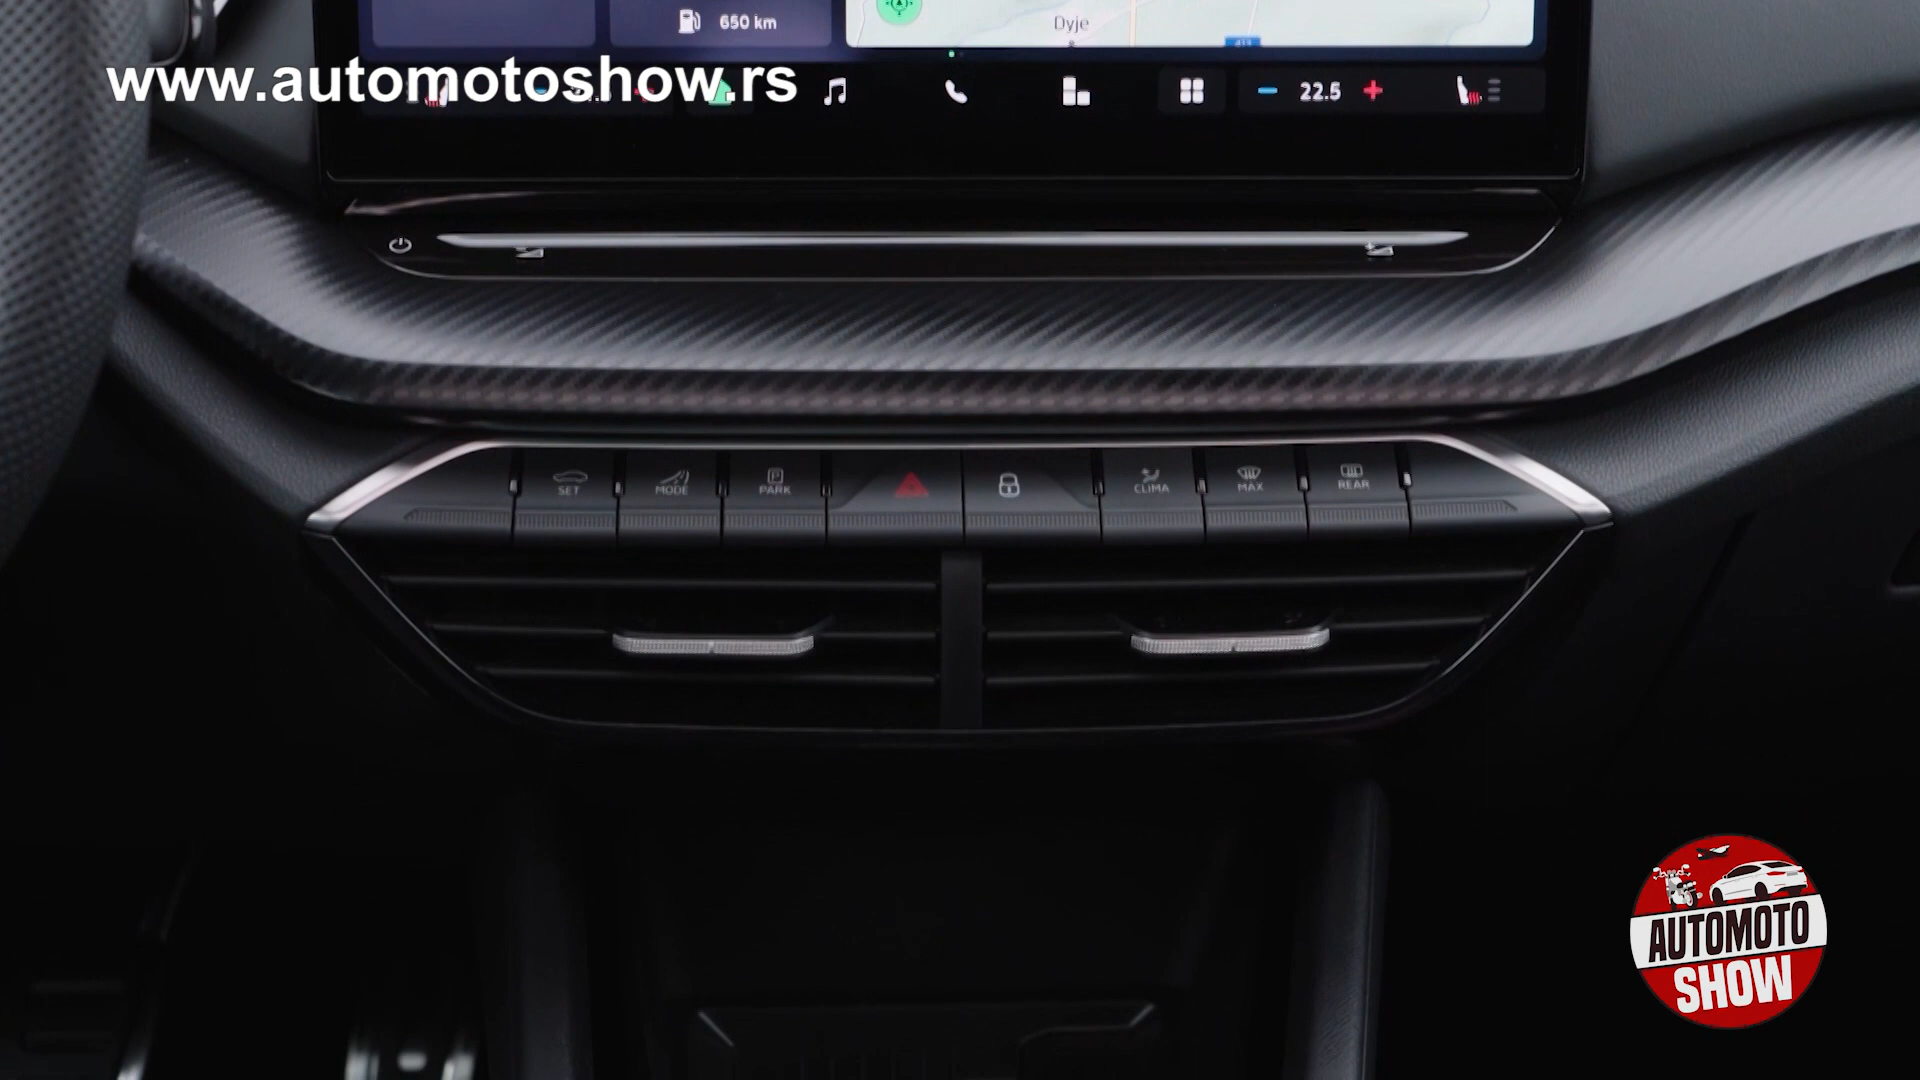 650 km
Dyje
www.automotoshow.rs
22.5
SET
MODE
P
PARK
CLIMA
MAX
REAR
AUTOMOTO
SHOW